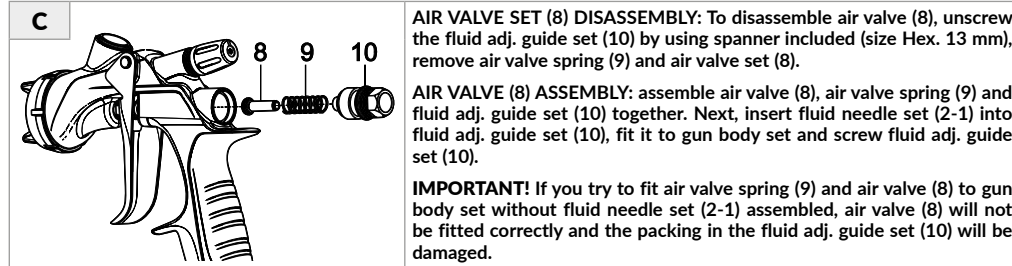 C
8 9 10
AIR VALVE SET (8) DISASSEMBLY: To disassemble air valve (8), unscrew
the fluid adj. guide set (10) by using spanner included (size Hex. 13 mm),
remove air valve spring (9) and air valve set (8).
AIR VALVE (8) ASSEMBLY: assemble air valve (8), air valve spring (9) and
fluid adj. guide set (10) together. Next, insert fluid needle set (2-1) into
fluid adj. guide set (10), fit it to gun body set and screw fluid adj. guide
set (10).
IMPORTANT! If you try to fit air valve spring (9) and air valve (8) to gun
body set without fluid needle set (2-1) assembled, air valve (8) will not
be fitted correctly and the packing in the fluid adj. guide set (10) will be
damaged.